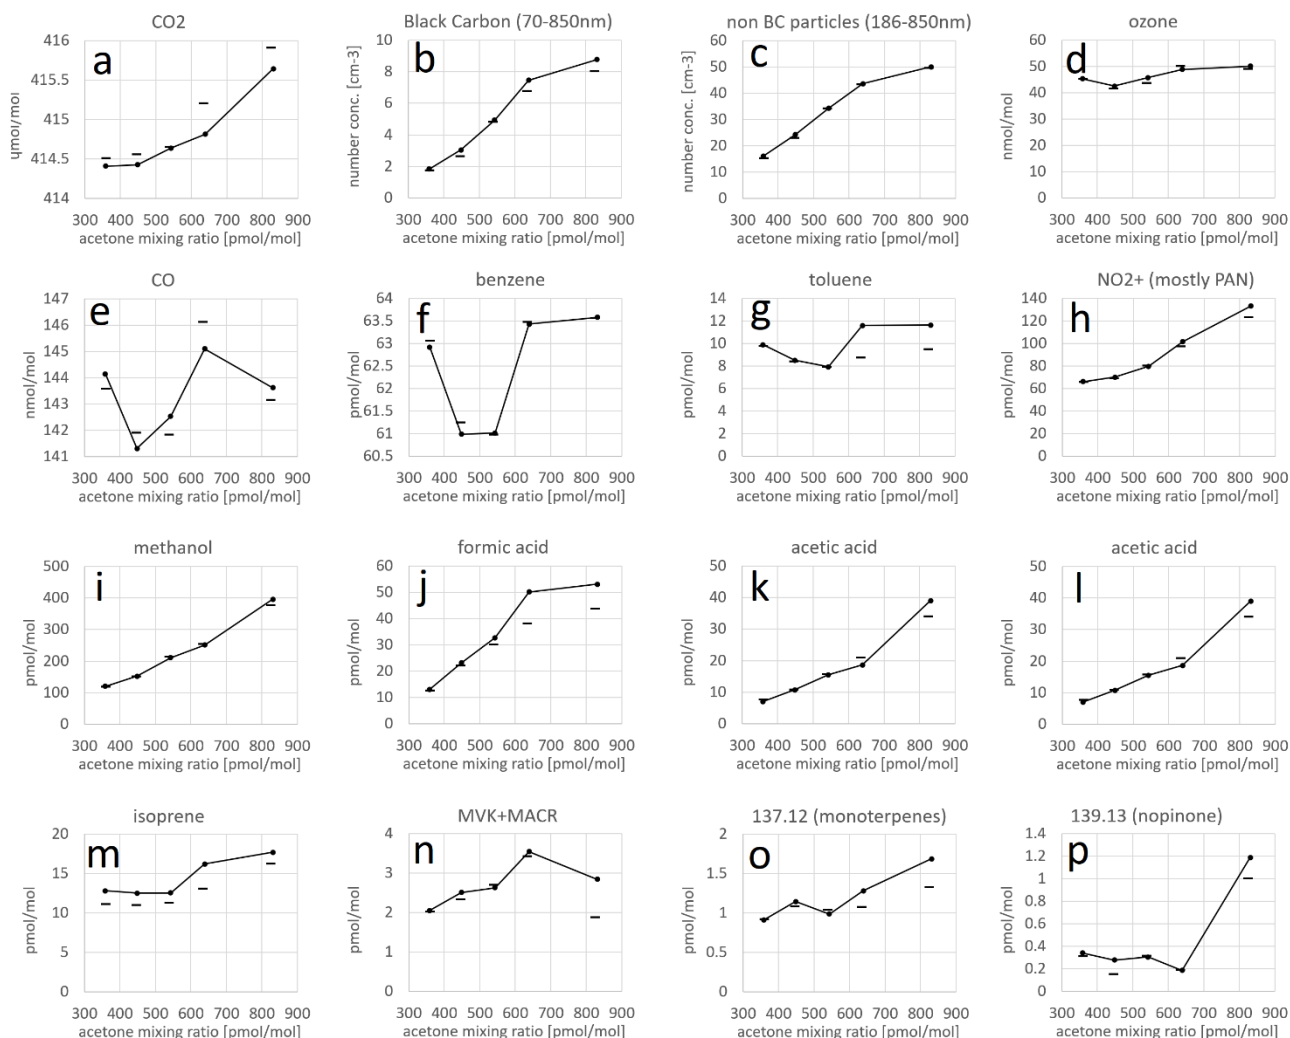 CO2
a
416
415.5
415
414.5
414
ɥmol/mol
300 400 500 600 700 800 900
acetone mixing ratio [pmol/mol]
Black Carbon (70-850nm)
b
10
8
6
4
2
0
number conc. [cm-3]
300 400 500 600 700 800 900
acetone mixing ratio [pmol/mol]
non BC particles (186-850nm)
c
60
50
40
30
20
10
0
number conc. [cm-3]
300 400 500 600 700 800 900
acetone mixing ratio [pmol/mol]
ozone
d
60
50
40
30
20
10
0
nmol/mol
300 400 500 600 700 800 900
acetone mixing ratio [pmol/mol]
CO
e
147
146
145
144
143
142
141
nmol/mol
300 400 500 600 700 800 900
acetone mixing ratio [pmol/mol]
benzene
f
64
63.5
63
62.5
62
61.5
61
60.5
pmol/mol
300 400 500 600 700 800 900
acetone mixing ratio [pmol/mol]
toluene
g
14
12
10
8
6
4
2
0
pmol/mol
300 400 500 600 700 800 900
acetone mixing ratio [pmol/mol]
NO2+ (mostly PAN)
h
140
120
100
80
60
40
20
0
pmol/mol
300 400 500 600 700 800 900
acetone mixing ratio [pmol/mol]
methanol
i
500
400
300
200
100
0
pmol/mol
300 400 500 600 700 800 900
acetone mixing ratio [pmol/mol]
formic acid
j
60
50
40
30
20
10
0
pmol/mol
300 400 500 600 700 800 900
acetone mixing ratio [pmol/mol]
acetic acid
k
50
40
30
20
10
0
pmol/mol
300 400 500 600 700 800 900
acetone mixing ratio [pmol/mol]
acetic acid
l
50
40
30
20
10
0
pmol/mol
300 400 500 600 700 800 900
acetone mixing ratio [pmol/mol]
isoprene
m
20
15
10
5
0
pmol/mol
300 400 500 600 700 800 900
acetone mixing ratio [pmol/mol]
MVK+MACR
n
4
3
2
1
0
pmol/mol
300 400 500 600 700 800 900
acetone mixing ratio [pmol/mol]
137.12 (monoterpenes)
o
2
1.5
1
0.5
0
pmol/mol
300 400 500 600 700 800 900
acetone mixing ratio [pmol/mol]
139.13 (nopinone)
p
1.4
1.2
1
0.8
0.6
0.4
0.2
0
pmol/mol
300 400 500 600 700 800 900
acetone mixing ratio [pmol/mol]